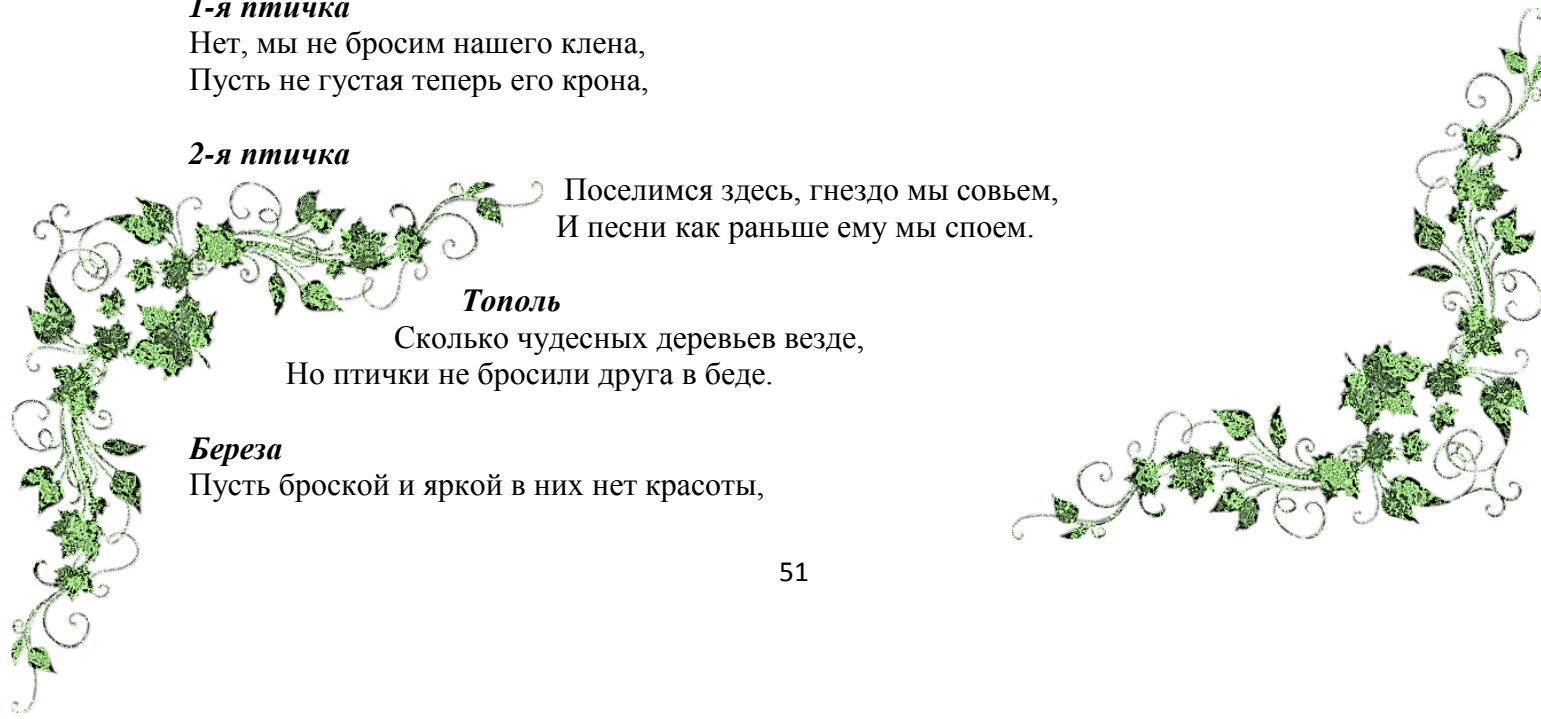 1-я птичка
Нет, мы не бросим нашего клена,
Пусть не густая теперь его крона,
2-я птичка
Поселимся здесь, гнездо мы совьем,
И песни как раньше ему мы споем.
Тополь
Сколько чудесных деревьев везде,
Но птички не бросили друга в беде.
Береза
Пусть броской и яркой в них нет красоты,
51